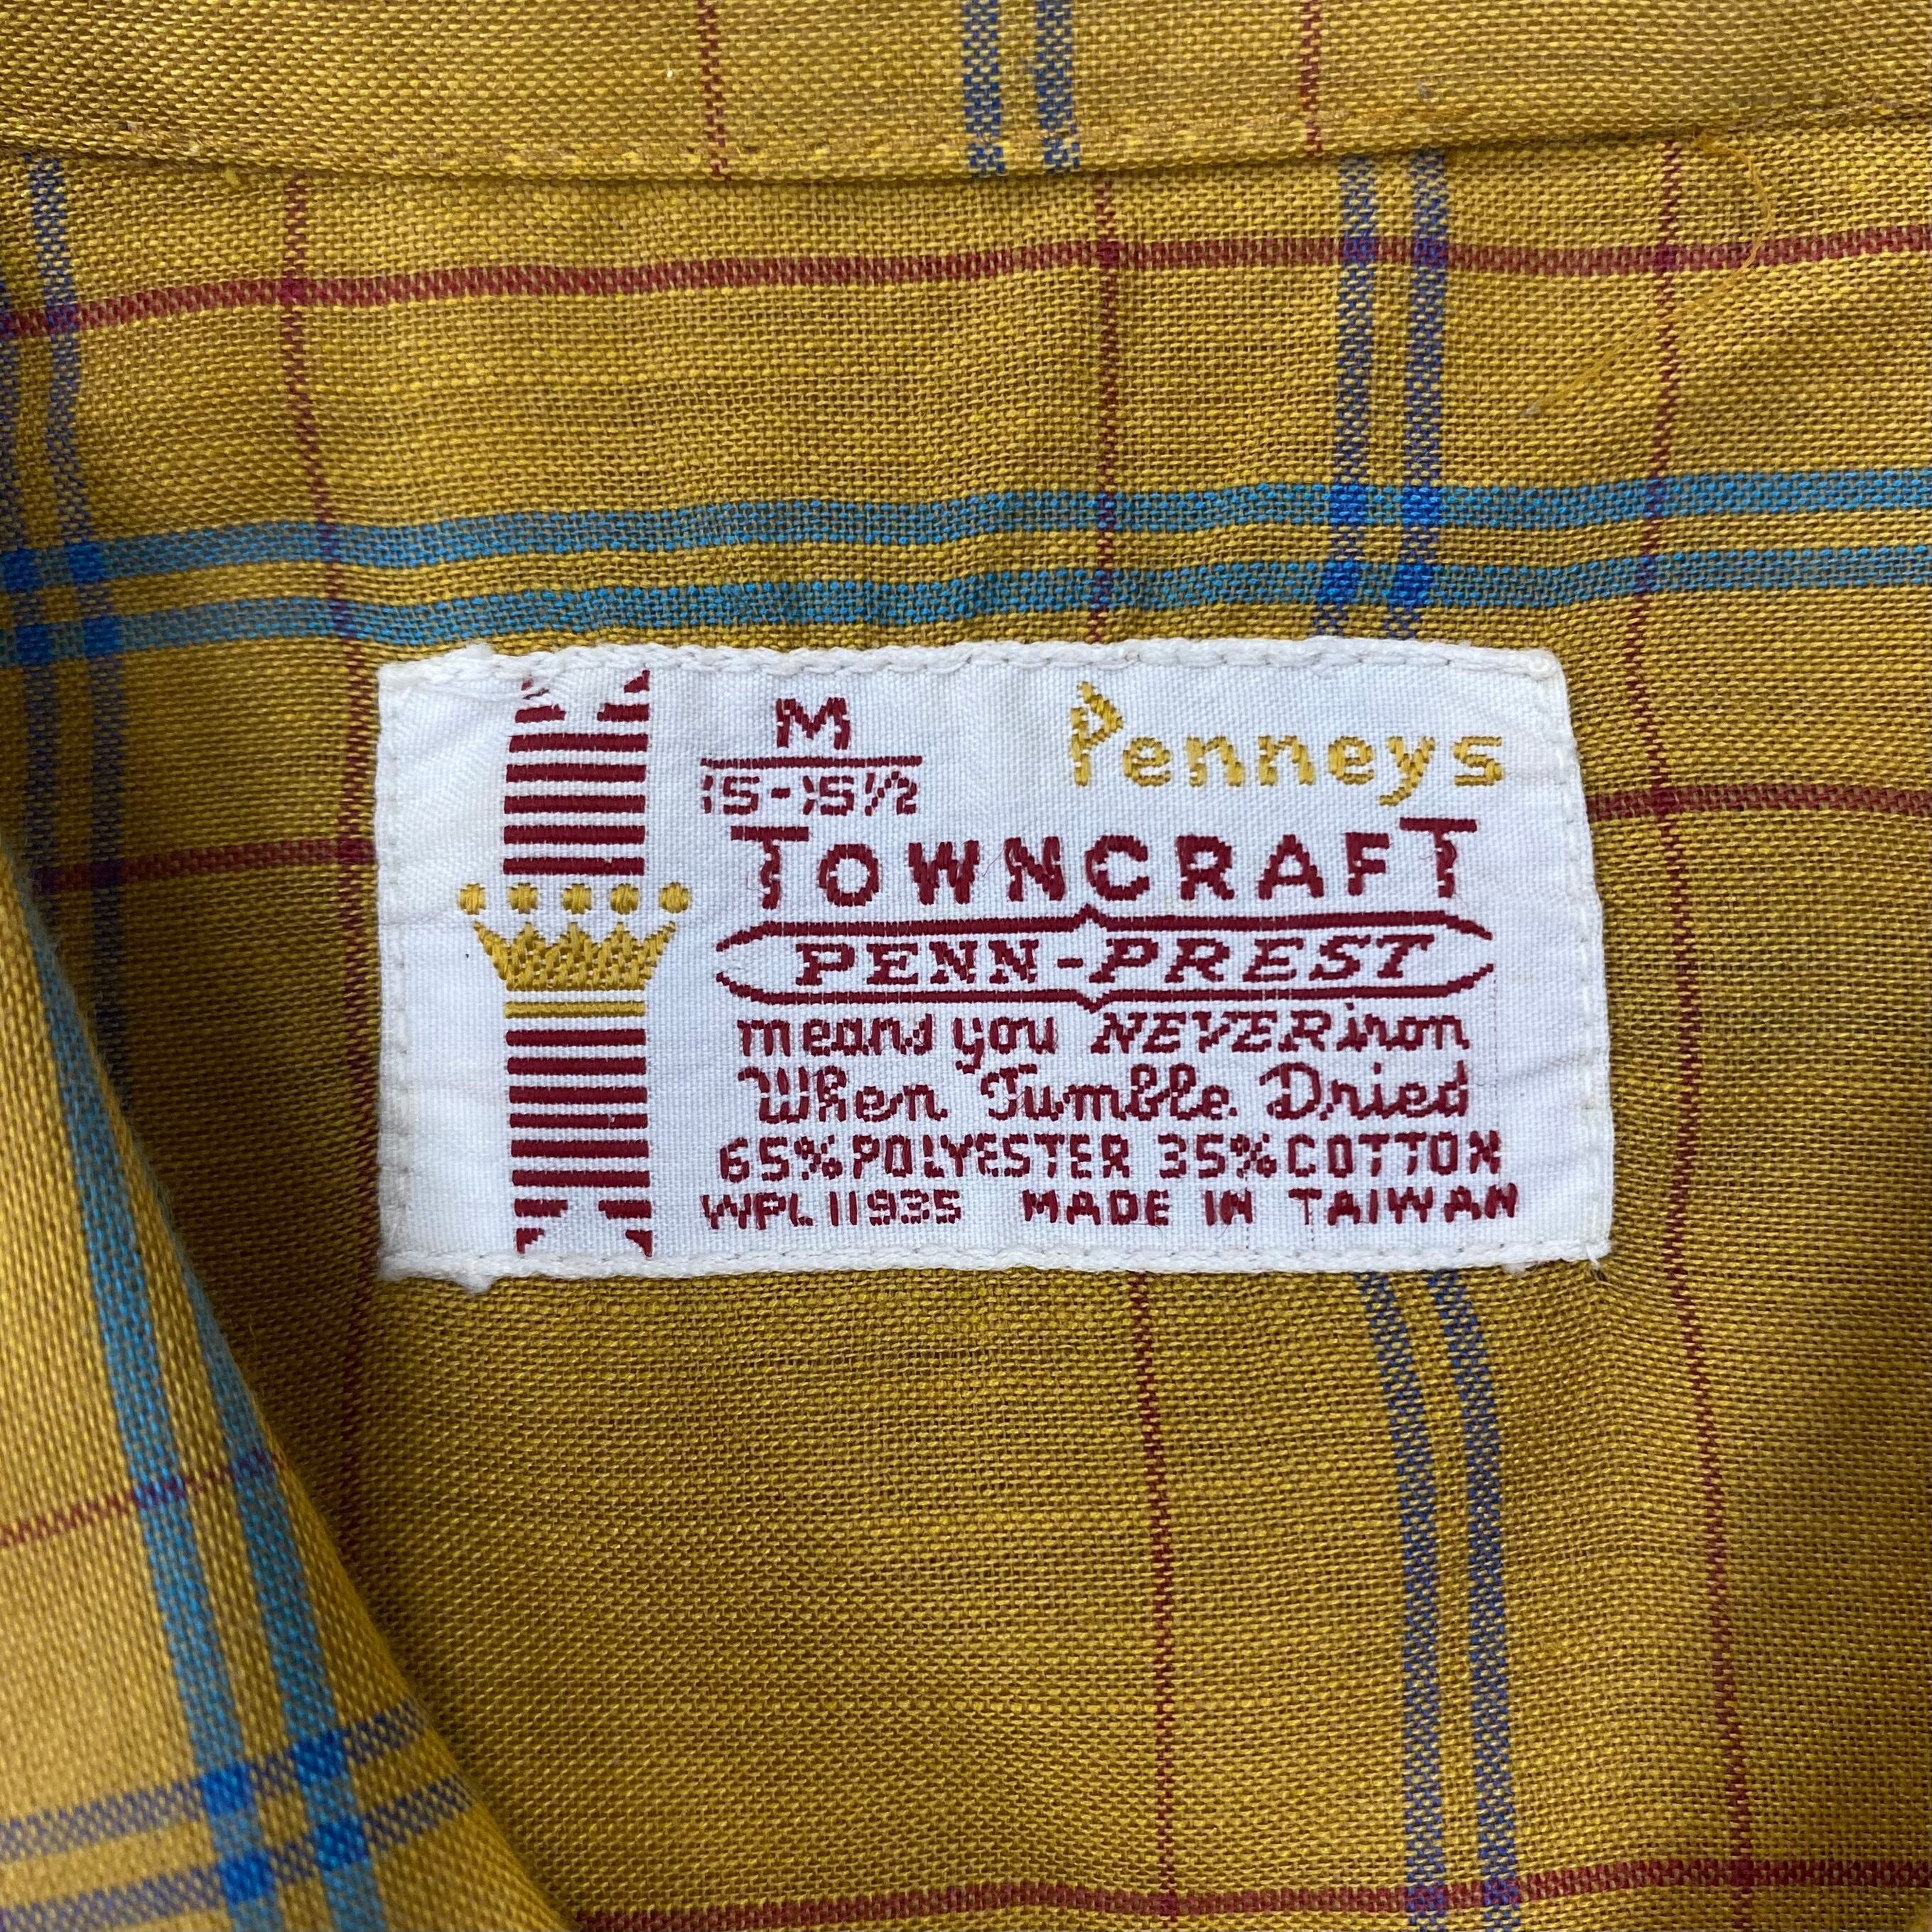 M
15-15½
Penneys
TOWNCRAFT
PENN-PREST
means you NEVER iron
When Tumble Dried
65% POLYESTER 35% COTTON
WPL 11935 MADE IN TAIWAN